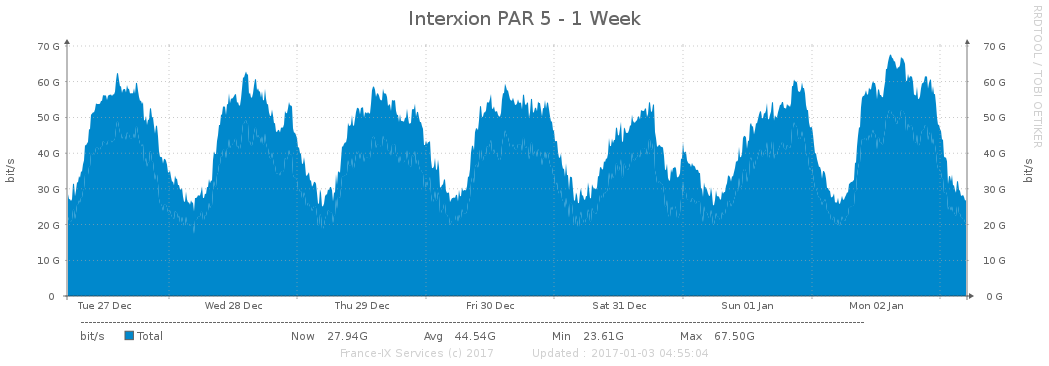 Interxion PAR 5 - 1 Week
RRDTOOL / TOBI OETIKER
70 G 70 G
60 G 60 G
50 G 50 G
40 G 40 G
30 G 30 G
20 G 20 G
10 G 10 G
0 0 G
bit/s
bit/s
Tue 27 Dec Wed 28 Dec Thu 29 Dec Fri 30 Dec Sat 31 Dec Sun 01 Jan Mon 02 Jan
bit/s Total Now 27.94G Avg 44.54G Min 23.61G Max 67.50G
France-IX Services (c) 2017 Updated : 2017-01-03 04:55:04